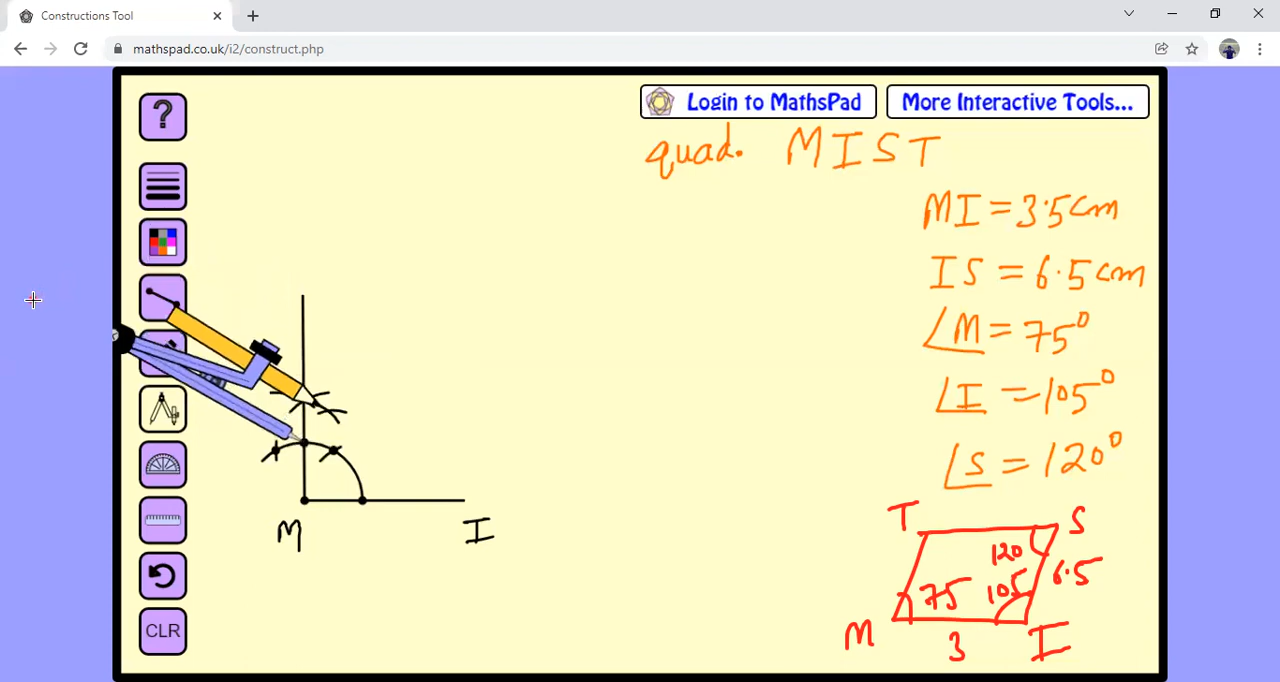 Constructions Tool
mathspad.co.uk/i2/construct.php
?
Login to MathsPad
More Interactive Tools...
quad. MIST
MI = 3.5cm
IS = 6.5cm
∠M = 75°
∠I = 105°
∠S = 120°
T S
120
6.5
75 105
M 3 I
M I
CLR